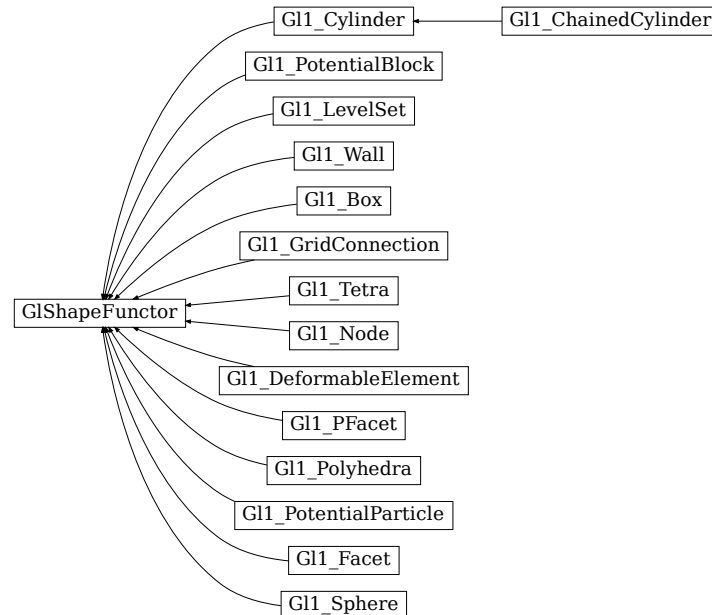 Gl1_Cylinder
Gl1_ChainedCylinder
Gl1_PotentialBlock
Gl1_LevelSet
Gl1_Wall
Gl1_Box
Gl1_GridConnection
Gl1_Tetra
GlShapeFunctor
Gl1_Node
Gl1_DeformableElement
Gl1_PFacet
Gl1_Polyhedra
Gl1_PotentialParticle
Gl1_Facet
Gl1_Sphere